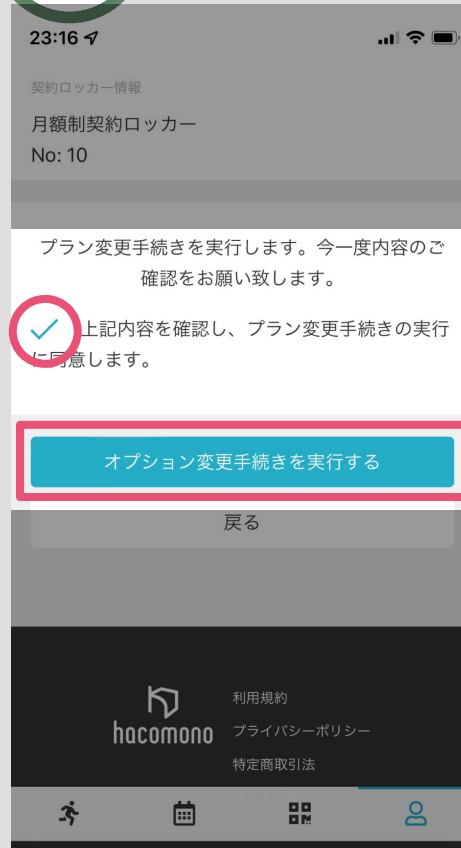 23:16
契約ロッカー情報
月額制契約ロッカー
No: 10
プラン変更手続きを実行します。今一度内容のご
確認をお願い致します。
上記内容を確認し、プラン変更手続きの実行
に同意します。
オプション変更手続きを実行する
戻る
利用規約
hacomono
プライバシーポリシー
特定商取引法